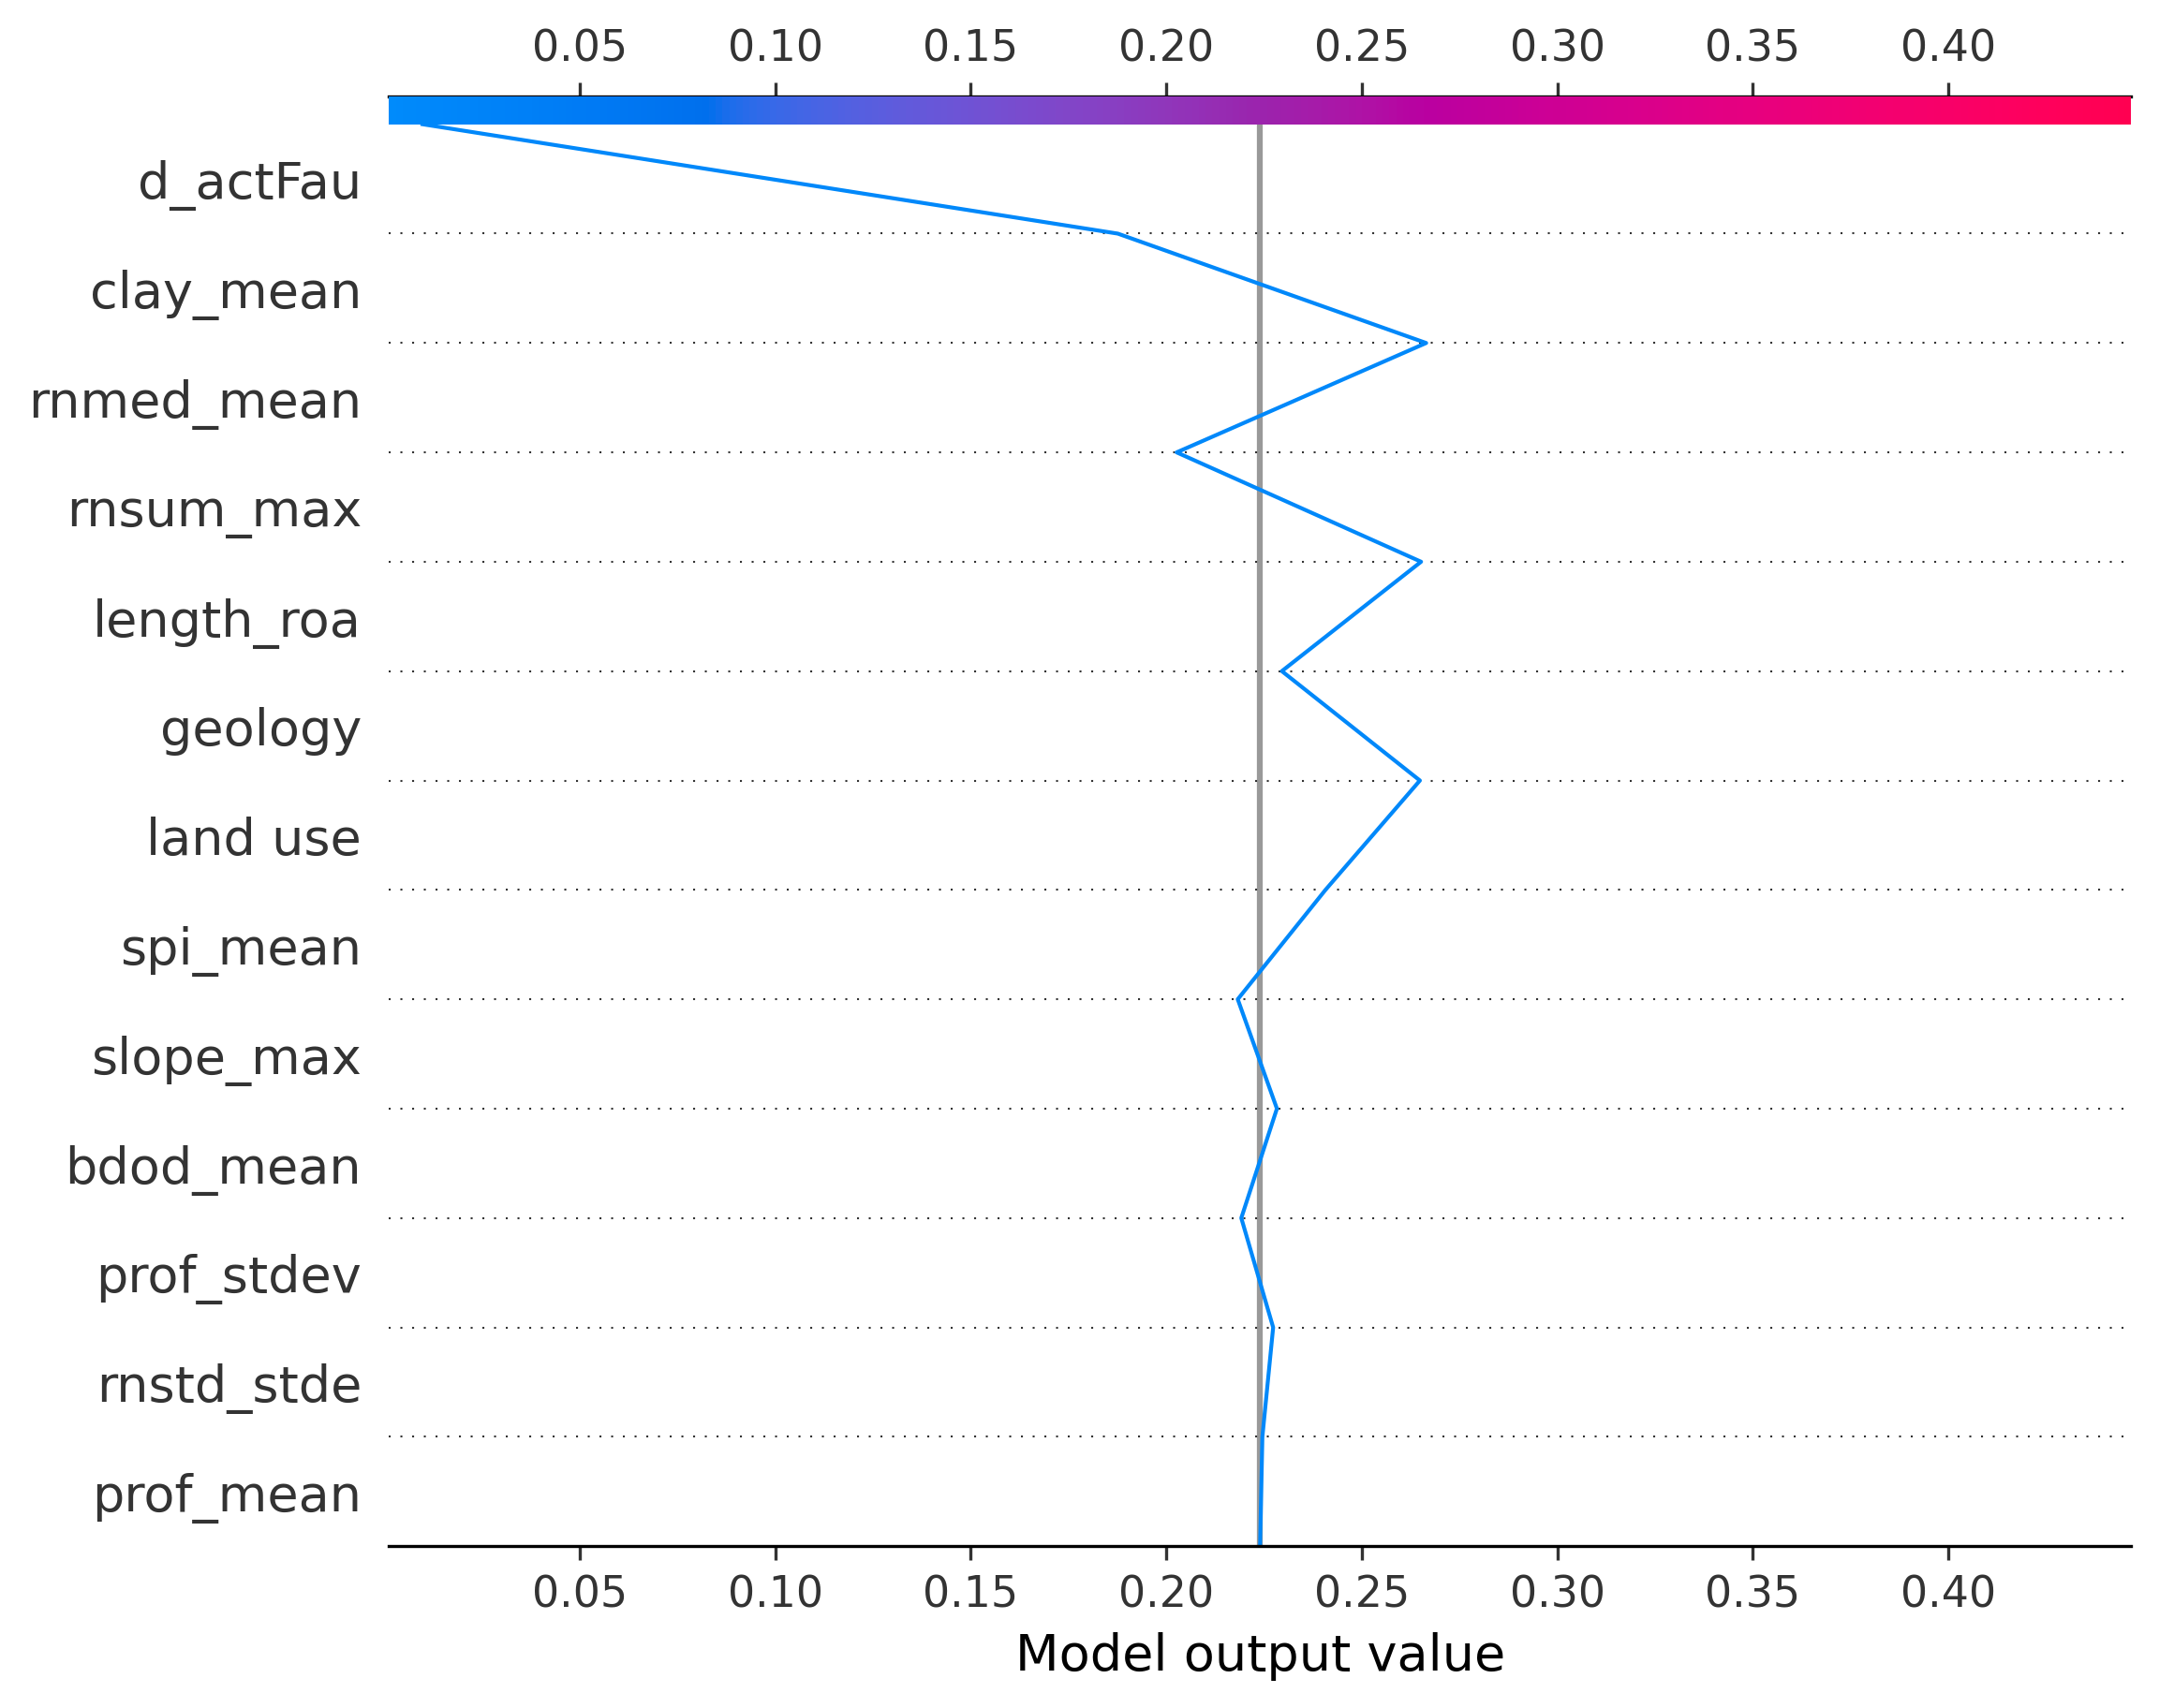 0.05 0.10 0.15 0.20 0.25 0.30 0.35 0.40
d_actFau
clay_mean
rnmed_mean
rnsum_max
length_roa
geology
land use
spi_mean
slope_max
bdod_mean
prof_stdev
rnstd_stde
prof_mean
0.05 0.10 0.15 0.20 0.25 0.30 0.35 0.40
Model output value